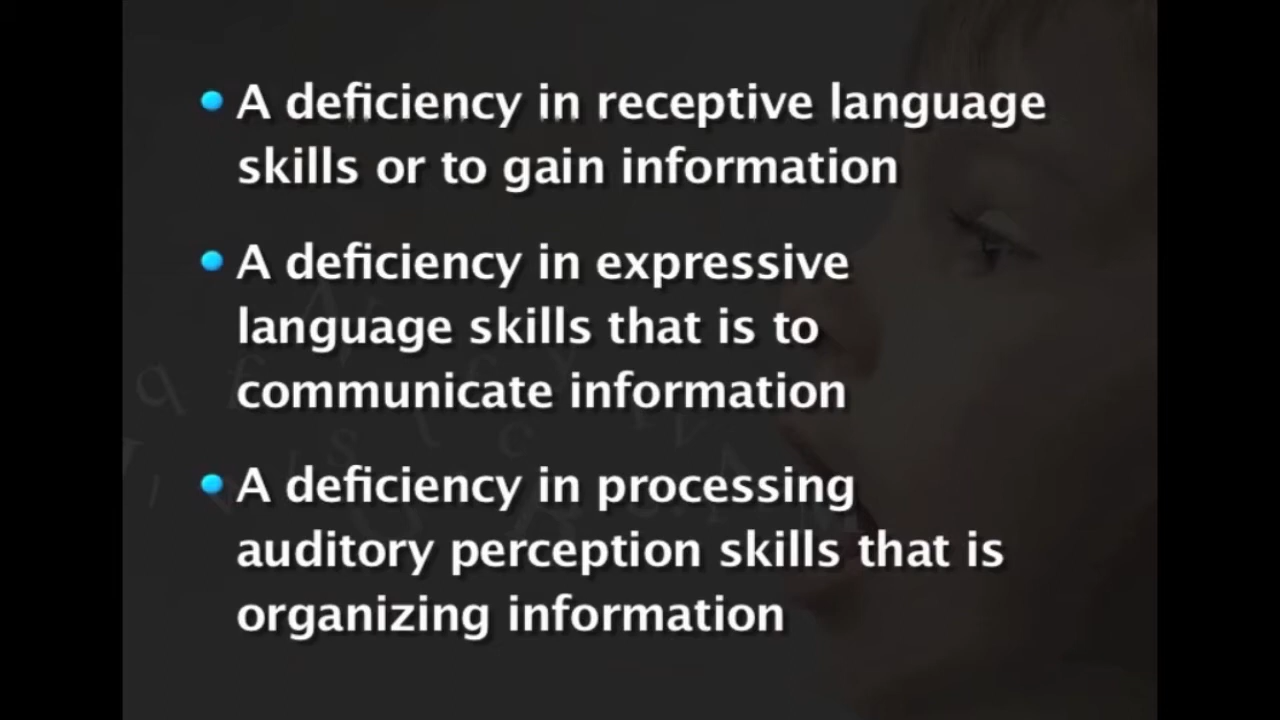 • A deficiency in receptive language
skills or to gain information
• A deficiency in expressive
language skills that is to
communicate information
• A deficiency in processing
auditory perception skills that is
organizing information